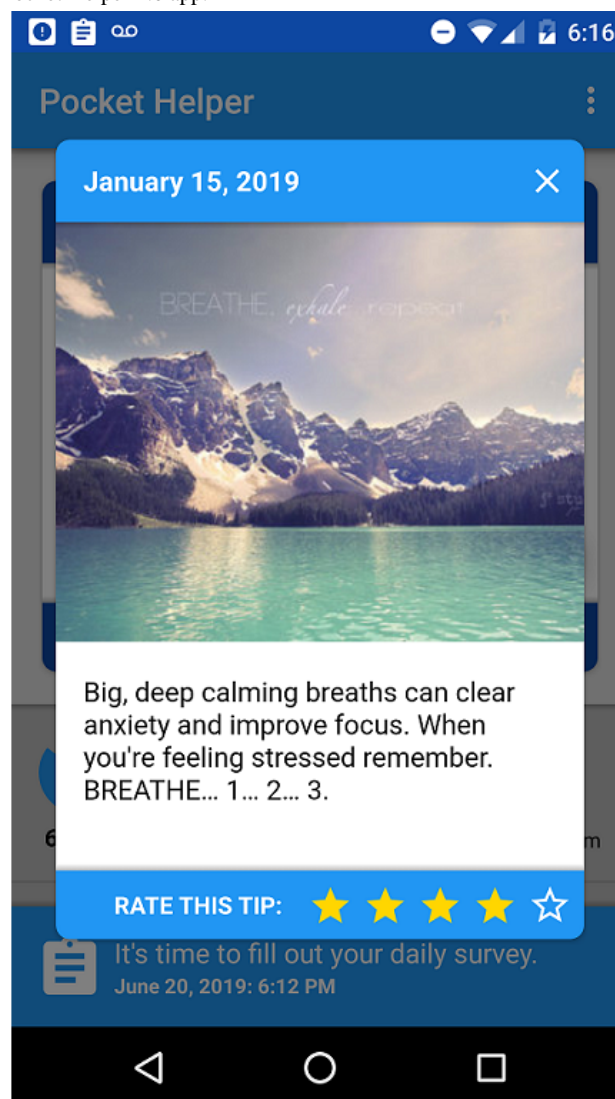 6:16
Pocket Helper
January 15, 2019
BREATHE, exhale, repeat
Big, deep calming breaths can clear
anxiety and improve focus. When
you're feeling stressed remember.
BREATHE... 1... 2... 3.
6
m
RATE THIS TIP:
It's time to fill out your daily survey.
June 20, 2019: 6:12 PM